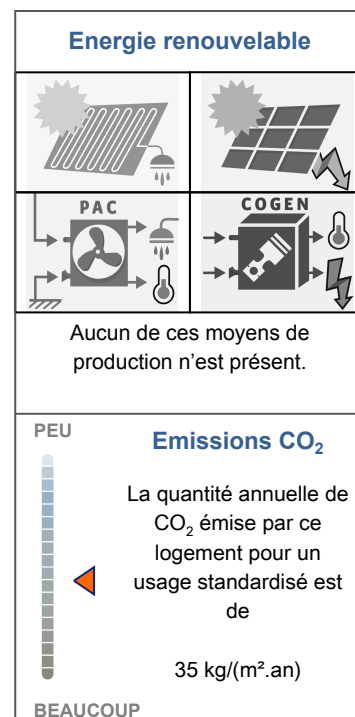 Energie renouvelable
PAC
COGEN
Aucun de ces moyens de
production n'est présent.
PEU
Emissions CO₂
La quantité annuelle de
CO₂ émise par ce
logement pour un
usage standardisé est
de
35 kg/(m².an)
BEAUCOUP